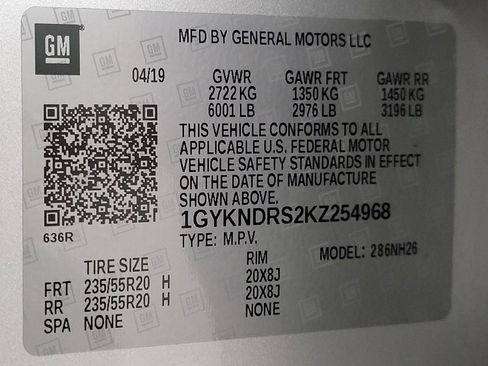 GM
MFD BY GENERAL MOTORS LLC
04/19 GVWR GAWR FRT GAWR RR
2722 KG 1350 KG 1450 KG
6001 LB 2976 LB 3196 LB
THIS VEHICLE CONFORMS TO ALL
APPLICABLE U.S. FEDERAL MOTOR
VEHICLE SAFETY STANDARDS IN EFFECT
ON THE DATE OF MANUFACTURE
SHOWN ABOVE.
1GYKNDRS2KZ254968
636R
TYPE: M.P.V. MODEL: 286NH26
TIRE SIZE RIM
FRT 235/55R20 H 20X8J
RR 235/55R20 H 20X8J
SPA NONE NONE